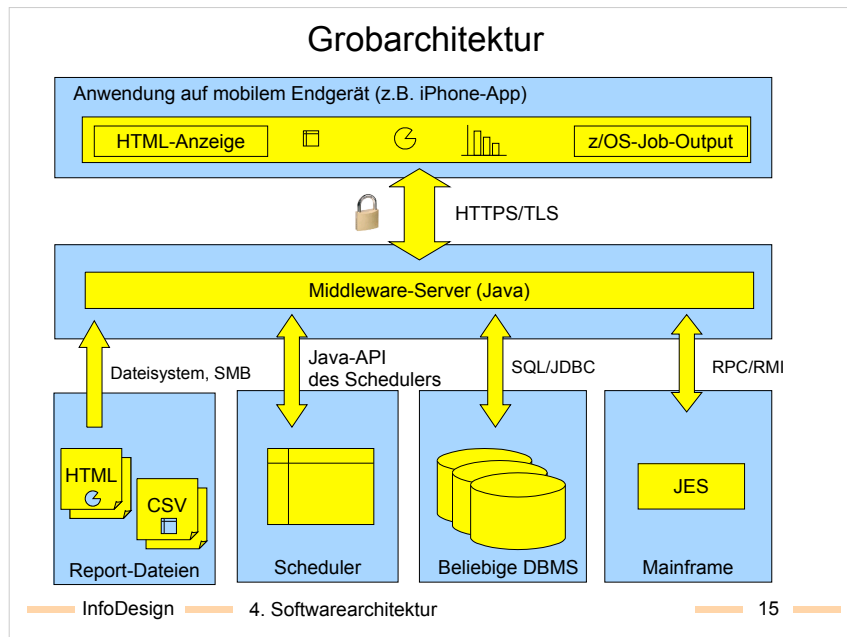 Grobarchitektur
Anwendung auf mobilem Endgerät (z.B. iPhone-App)
HTML-Anzeige
z/OS-Job-Output
HTTPS/TLS
Middleware-Server (Java)
Dateisystem, SMB
Java-API
des Schedulers
SQL/JDBC
RPC/RMI
HTML
CSV
JES
Report-Dateien
Scheduler
Beliebige DBMS
Mainframe
InfoDesign
4. Softwarearchitektur
15